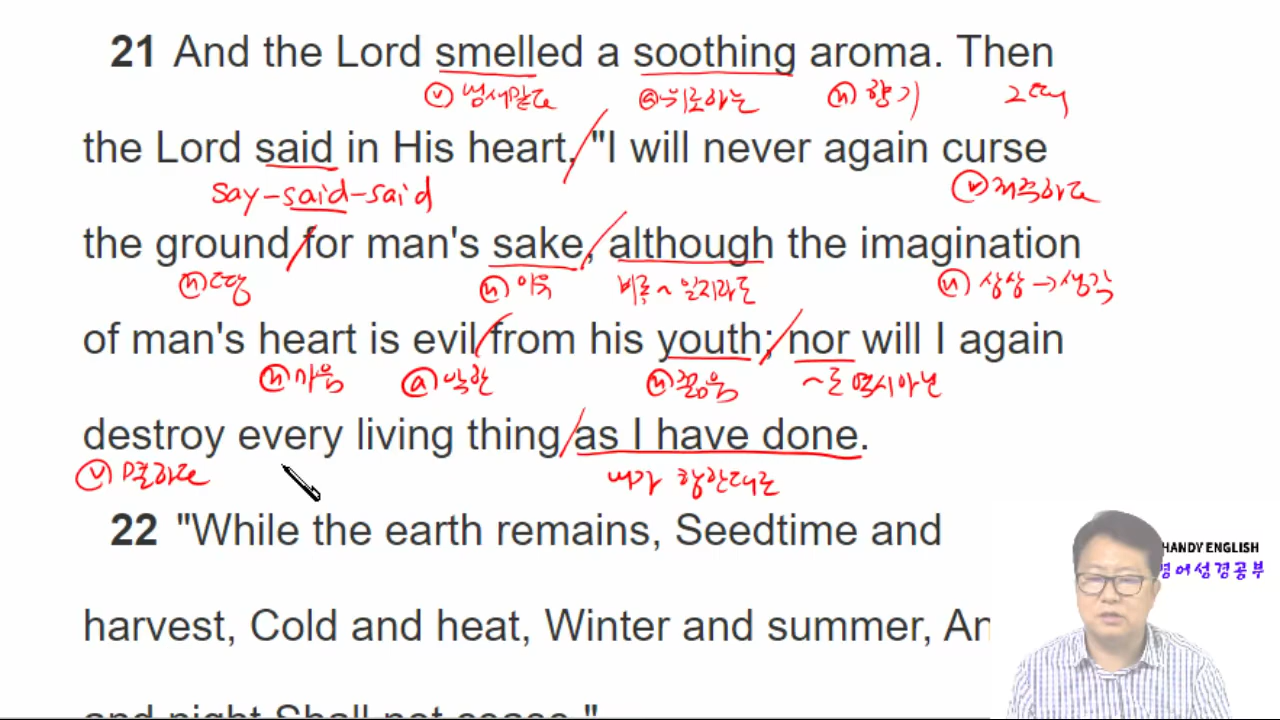 21 And the Lord smelled a soothing aroma. Then
ⓥ 냄새맡다 ⓐ 위로하는 ⓝ 향기 그때
the Lord said in His heart, / "I will never again curse
say-said-said ⓥ 저주하다
the ground / for man's sake, / although the imagination
ⓝ 땅 ⓝ 이유 비록~일지라도 ⓝ 상상→생각
of man's heart is evil / from his youth; / nor will I again
ⓝ 마음 ⓐ 악한 ⓝ 젊음 ~도 역시아닌
destroy every living thing / as I have done.
ⓥ 멸하다 내가 행한대로
22 "While the earth remains, Seedtime and
HANDY ENGLISH
영어성경공부
harvest, Cold and heat, Winter and summer, An
and night Shall not cease."